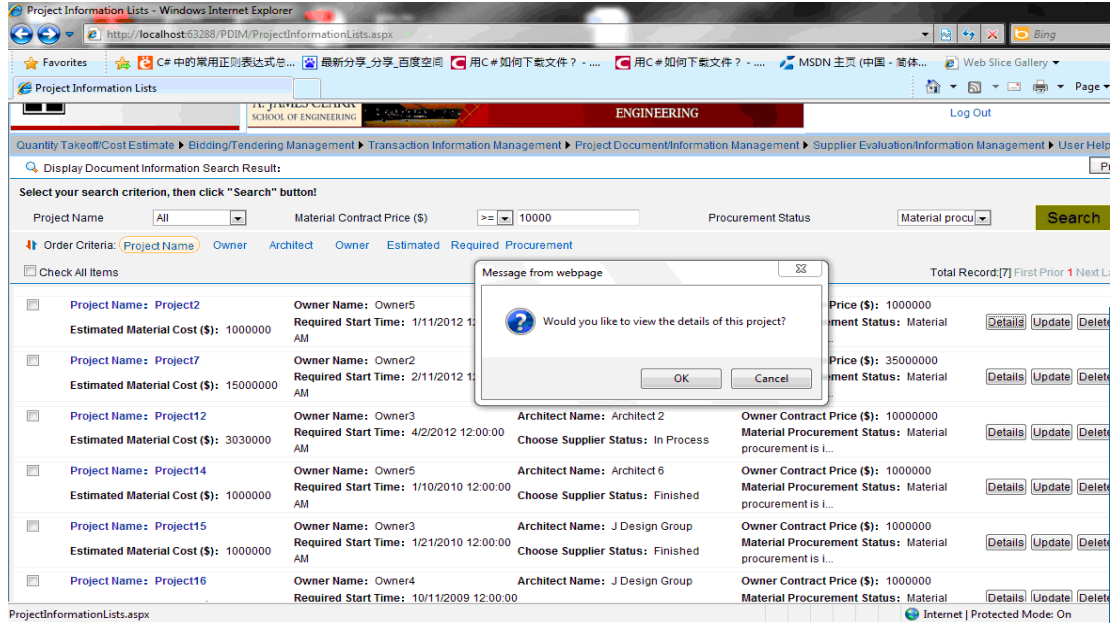 Project Information Lists - Windows Internet Explorer
http://localhost:63288/PDIM/ProjectInformationLists.aspx
Bing
Favorites C# 中的常用正则表达式总... 最新分享_分享_百度空间 用C#如何下载文件？- .... 用C#如何下载文件？- .... MSDN 主页 (中国 - 简体... Web Slice Gallery
Project Information Lists
Page
SCHOOL OF ENGINEERING
ENGINEERING
Log Out
Quantity Takeoff/Cost Estimate Bidding/Tendering Management Transaction Information Management Project Document/Information Management Supplier Evaluation/Information Management User Help
Display Document Information Search Result:
Select your search criterion, then click "Search" button!
Project Name All Material Contract Price ($) >= 10000 Procurement Status Material procu Search
Order Criteria: Project Name Owner Architect Owner Estimated Required Procurement
Check All Items
Total Record:[7] First Prior 1 Next
Message from webpage
Would you like to view the details of this project?
OK Cancel
Project Name: Project2 Owner Name: Owner5 Price ($): 1000000
Estimated Material Cost ($): 1000000 Required Start Time: 1/11/2012 Status: Material Details Update Delete
AM
Project Name: Project7 Owner Name: Owner2 Price ($): 35000000
Estimated Material Cost ($): 15000000 Required Start Time: 2/11/2012 Status: Material Details Update Delete
AM
Project Name: Project12 Owner Name: Owner3 Architect Name: Architect 2 Owner Contract Price ($): 10000000
Estimated Material Cost ($): 3030000 Required Start Time: 4/2/2012 12:00:00 Choose Supplier Status: In Process Material Procurement Status: Material Details Update Delete
AM procurement is i...
Project Name: Project14 Owner Name: Owner5 Architect Name: Architect 6 Owner Contract Price ($): 1000000
Estimated Material Cost ($): 1000000 Required Start Time: 1/10/2010 12:00:00 Choose Supplier Status: Finished Material Procurement Status: Material Details Update Delete
AM procurement is i...
Project Name: Project15 Owner Name: Owner3 Architect Name: J Design Group Owner Contract Price ($): 1000000
Estimated Material Cost ($): 1000000 Required Start Time: 1/21/2010 12:00:00 Choose Supplier Status: Finished Material Procurement Status: Material Details Update Delete
AM procurement is i...
Project Name: Project16 Owner Name: Owner4 Architect Name: J Design Group Owner Contract Price ($): 1000000
Required Start Time: 10/11/2009 12:00:00 Material Procurement Status: Material Details Update Delete
ProjectInformationLists.aspx
Internet | Protected Mode: On